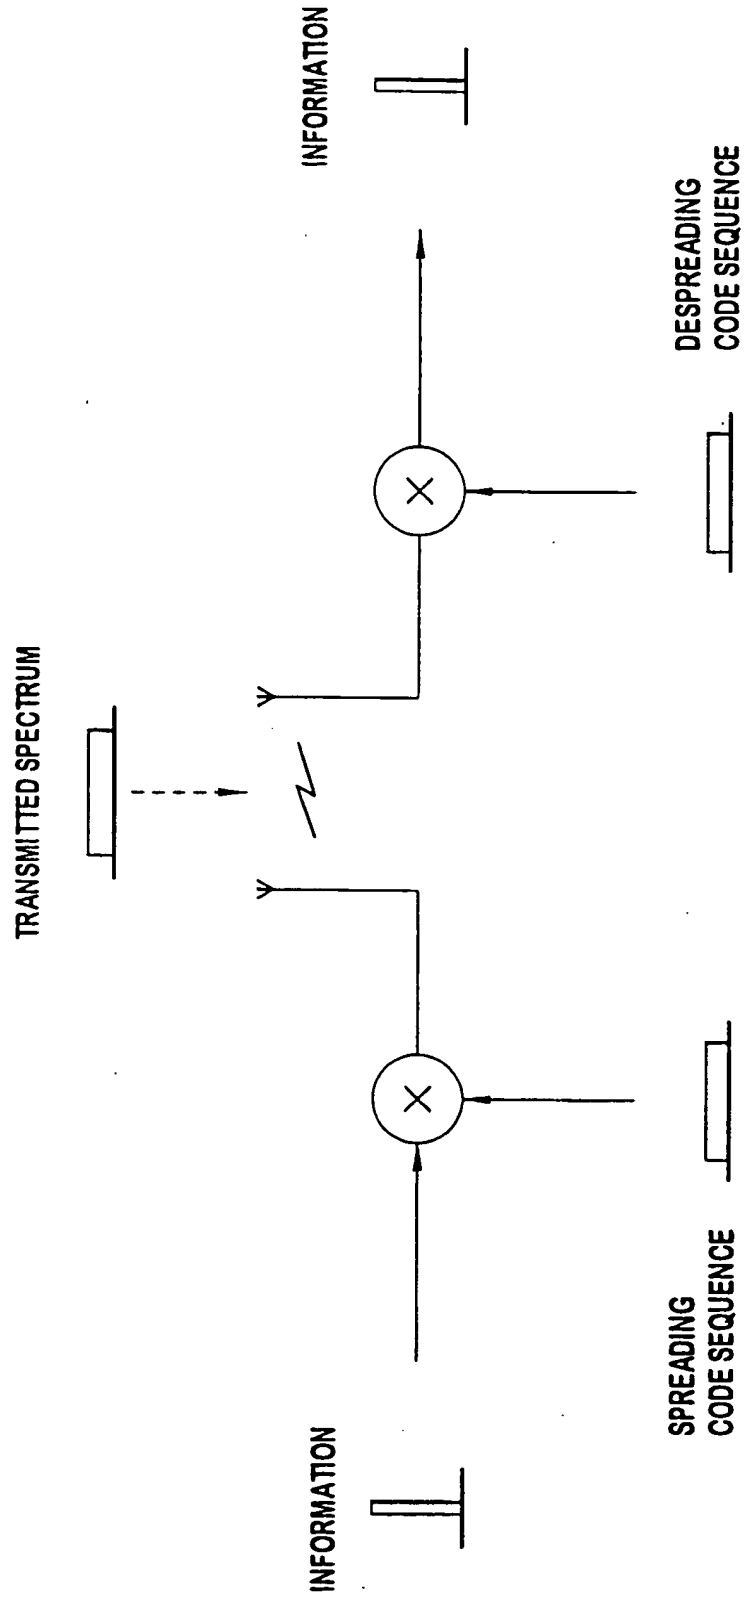 TRANSMITTED SPECTRUM
INFORMATION
INFORMATION
SPREADING
CODE SEQUENCE
DESPREADING
CODE SEQUENCE